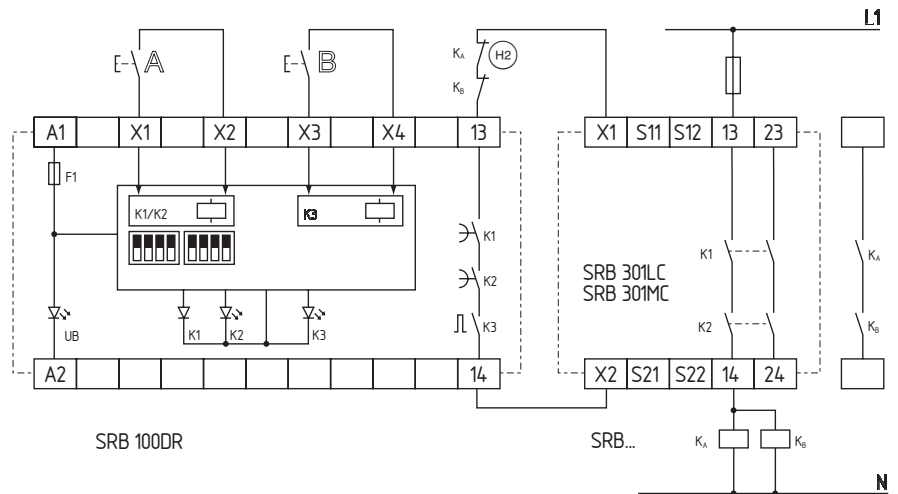 L1
A
B
KA
KB
H2
A1 X1 X2 X3 X4 13
X1 S11 S12 13 23
F1
K1/K2
K3
K1
K2
K3
UB
K1 K2 K3
SRB 301LC
SRB 301MC
K1
K2
KA
KB
A2 14
X2 S21 S22 14 24
SRB 100DR
SRB...
KA KB
N